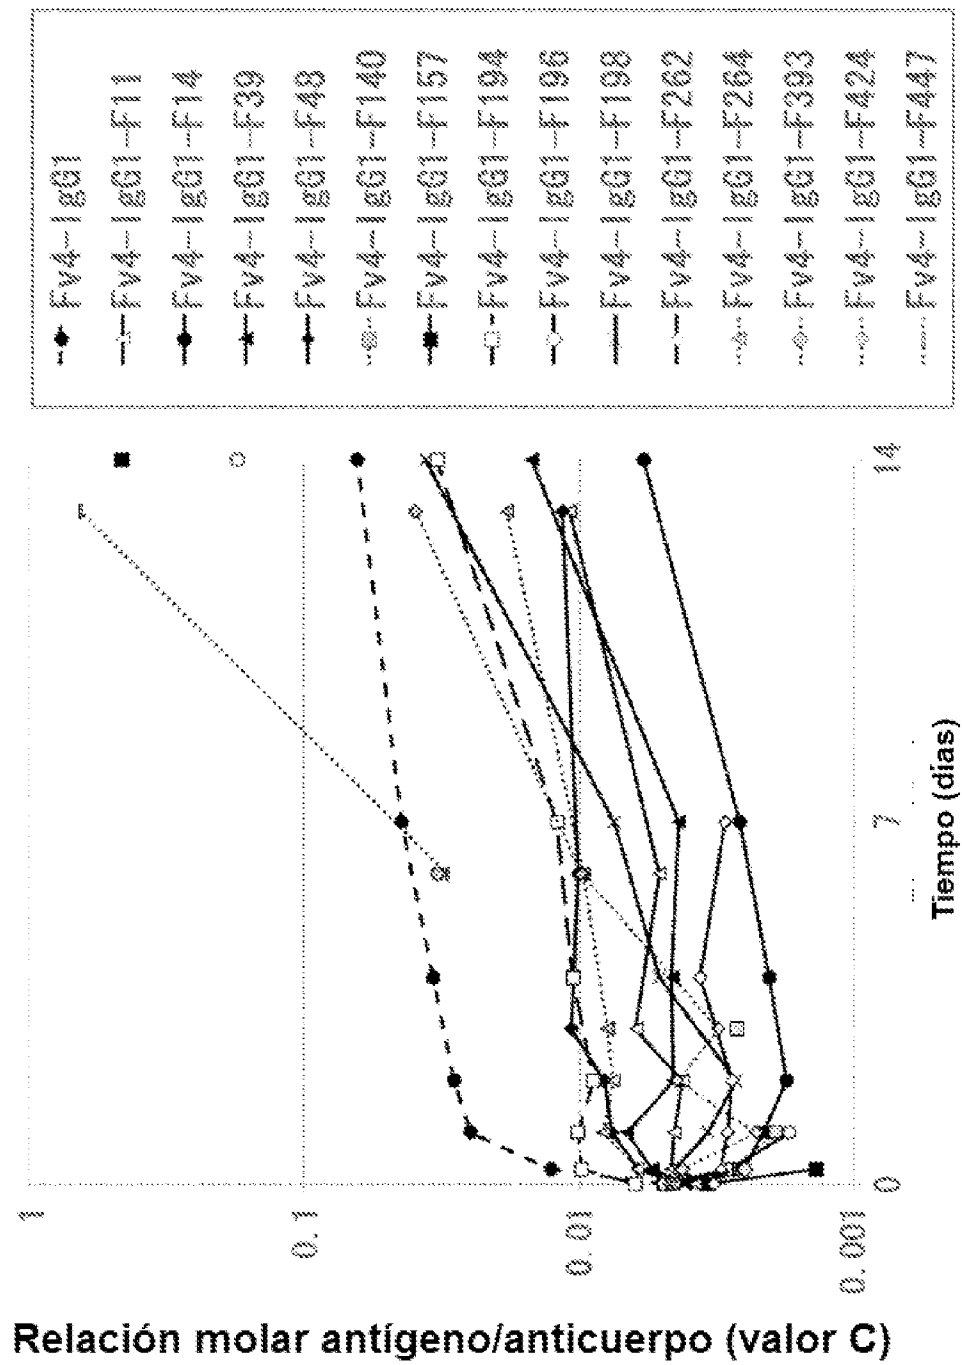 Fv4-IgG1
Fv4-IgG1-F11
Fv4-IgG1-F14
Fv4-IgG1-F39
Fv4-IgG1-F48
Fv4-IgG1-F140
Fv4-IgG1-F157
Fv4-IgG1-F194
Fv4-IgG1-F196
Fv4-IgG1-F198
Fv4-IgG1-F262
Fv4-IgG1-F264
Fv4-IgG1-F393
Fv4-IgG1-F424
Fv4-IgG1-F447
1
0.1
0.01
0.001
0
7
14
Tiempo (días)
Relación molar antígeno/anticuerpo (valor C)